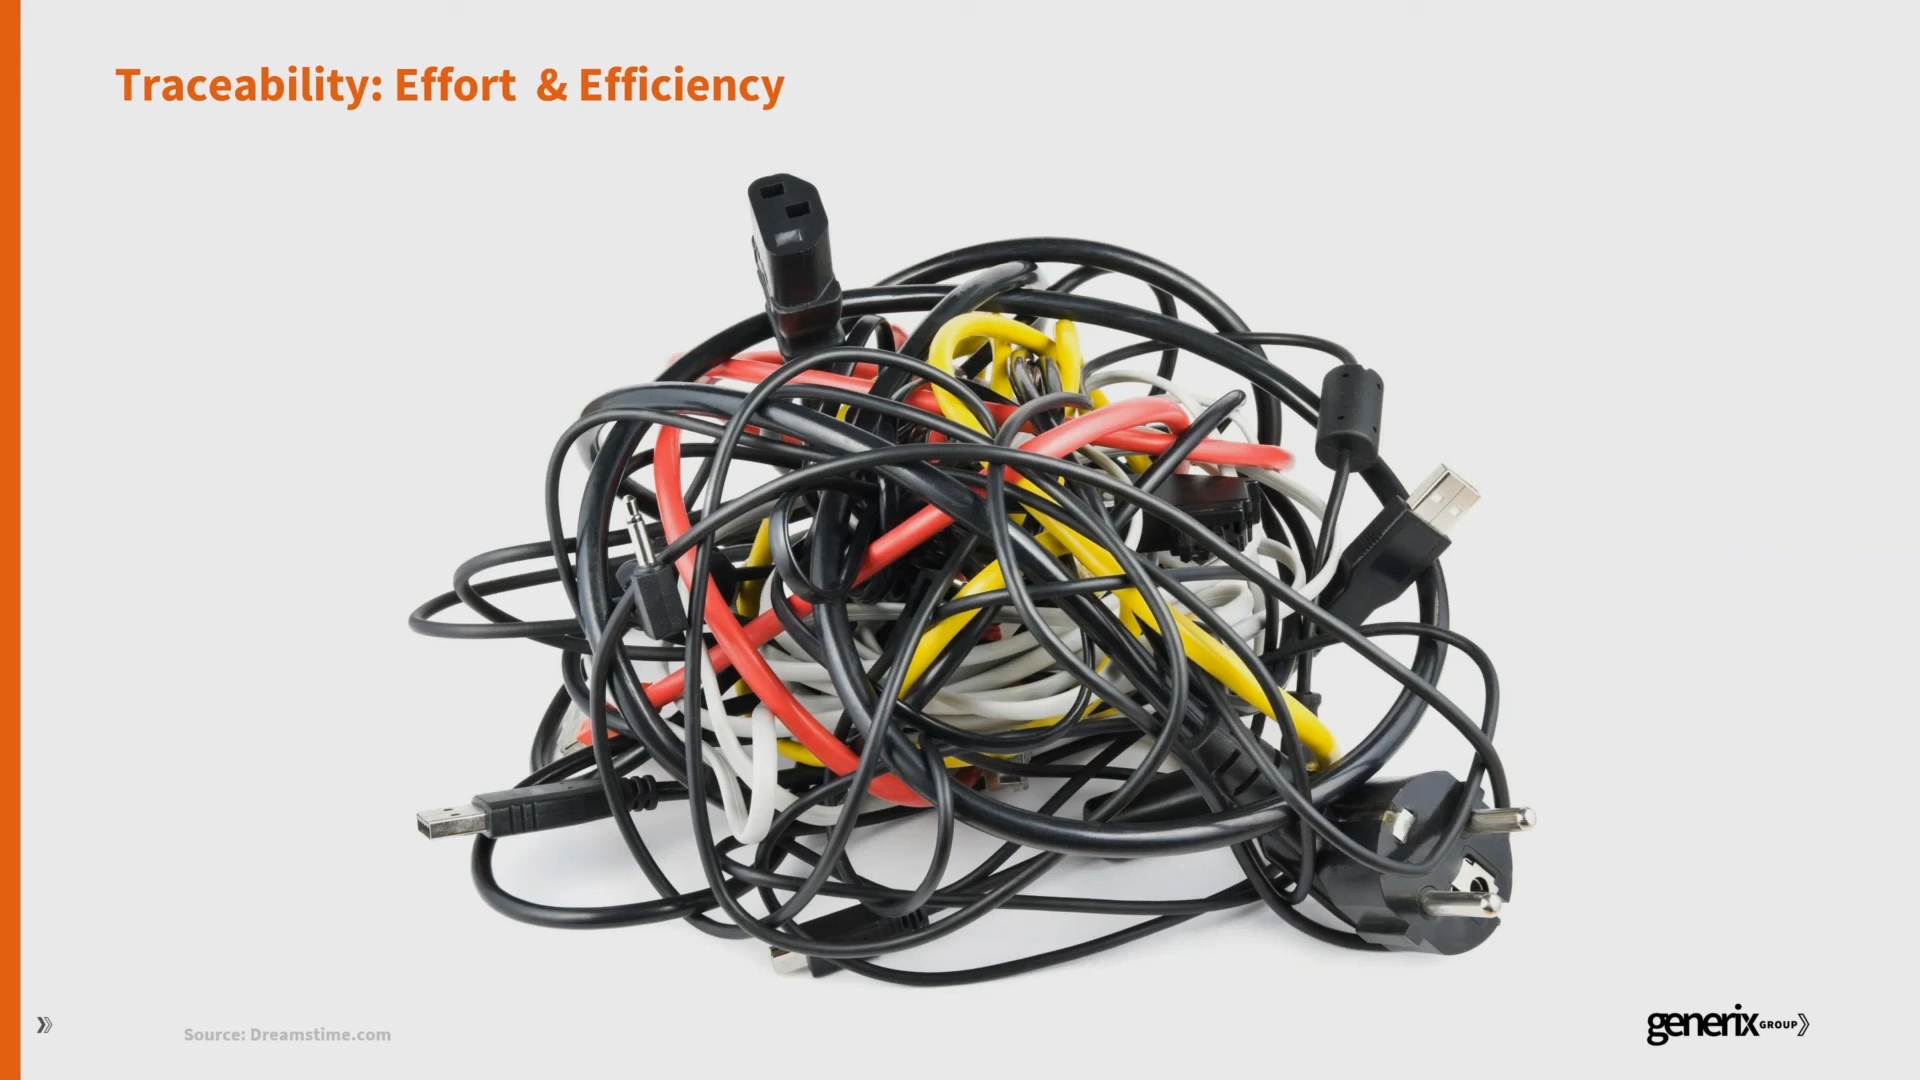 Traceability: Effort  & Efficiency
Source: Dreamstime.com
generix GROUP